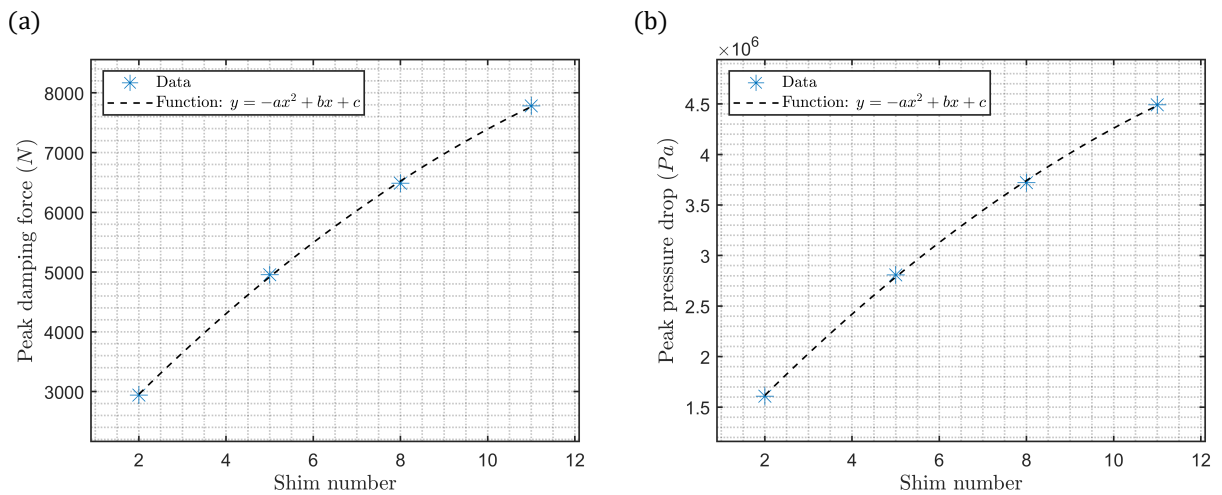 (a)
Data
Function: y = −ax² + bx + c
8000
7000
6000
5000
4000
3000
Peak damping force (N)
2 4 6 8 10 12
Shim number
(b)
×10⁶
Data
Function: y = −ax² + bx + c
4.5
4
3.5
3
2.5
2
1.5
Peak pressure drop (Pa)
2 4 6 8 10 12
Shim number